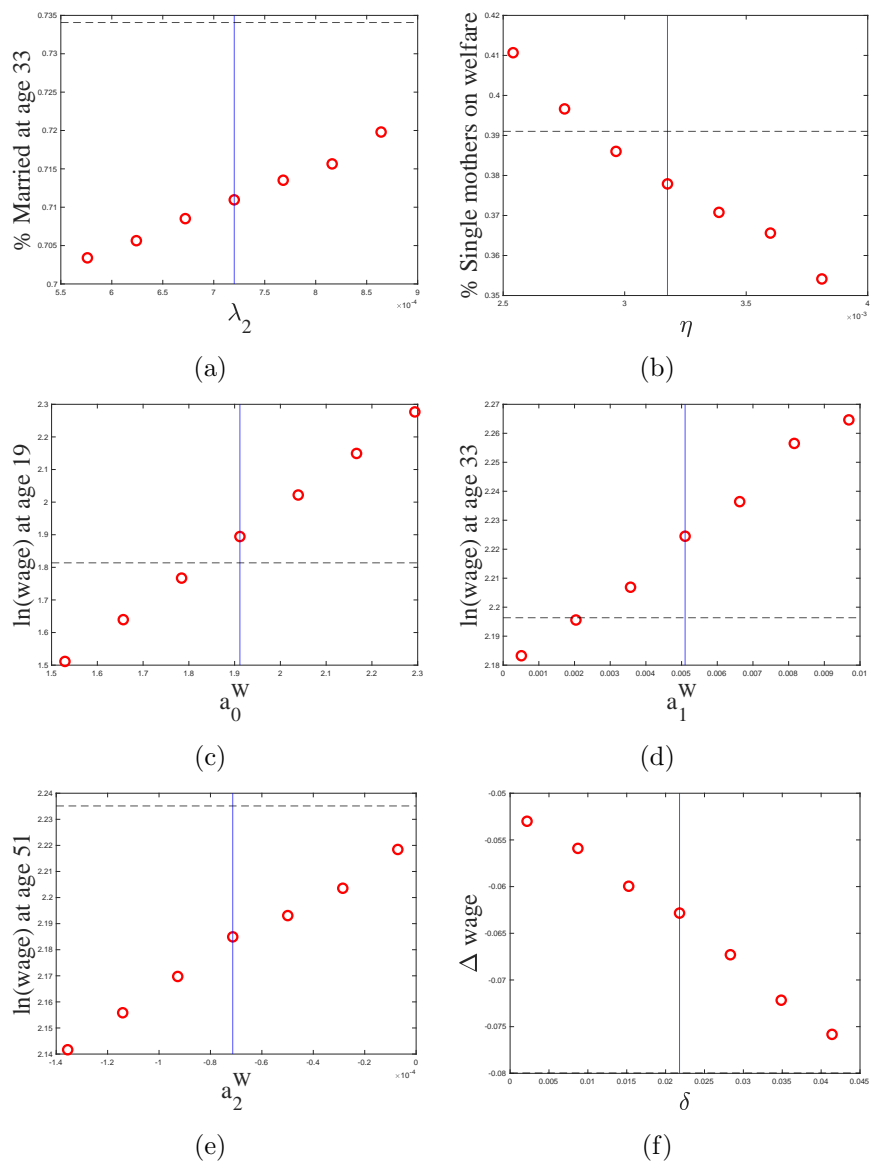 0.735
0.73
0.725
0.72
0.715
0.71
0.705
0.7
% Married at age 33
5.5 6 6.5 7 7.5 8 8.5 9
×10⁻⁴
λ₂
(a)
0.42
0.41
0.4
0.39
0.38
0.37
0.36
0.35
% Single mothers on welfare
2.5 3 3.5 4
×10⁻³
η
(b)
2.3
2.2
2.1
2
1.9
1.8
1.7
1.6
1.5
ln(wage) at age 19
1.5 1.6 1.7 1.8 1.9 2 2.1 2.2 2.3
a₀ᵂ
(c)
2.27
2.26
2.25
2.24
2.23
2.22
2.21
2.2
2.19
2.18
ln(wage) at age 33
0 0.001 0.002 0.003 0.004 0.005 0.006 0.007 0.008 0.009 0.01
a₁ᵂ
(d)
2.24
2.23
2.22
2.21
2.2
2.19
2.18
2.17
2.16
2.15
2.14
ln(wage) at age 51
-1.4 -1.2 -1 -0.8 -0.6 -0.4 -0.2 0
×10⁻⁴
a₂ᵂ
(e)
-0.05
-0.055
-0.06
-0.065
-0.07
-0.075
-0.08
Δ wage
0 0.005 0.01 0.015 0.02 0.025 0.03 0.035 0.04 0.045
δ
(f)